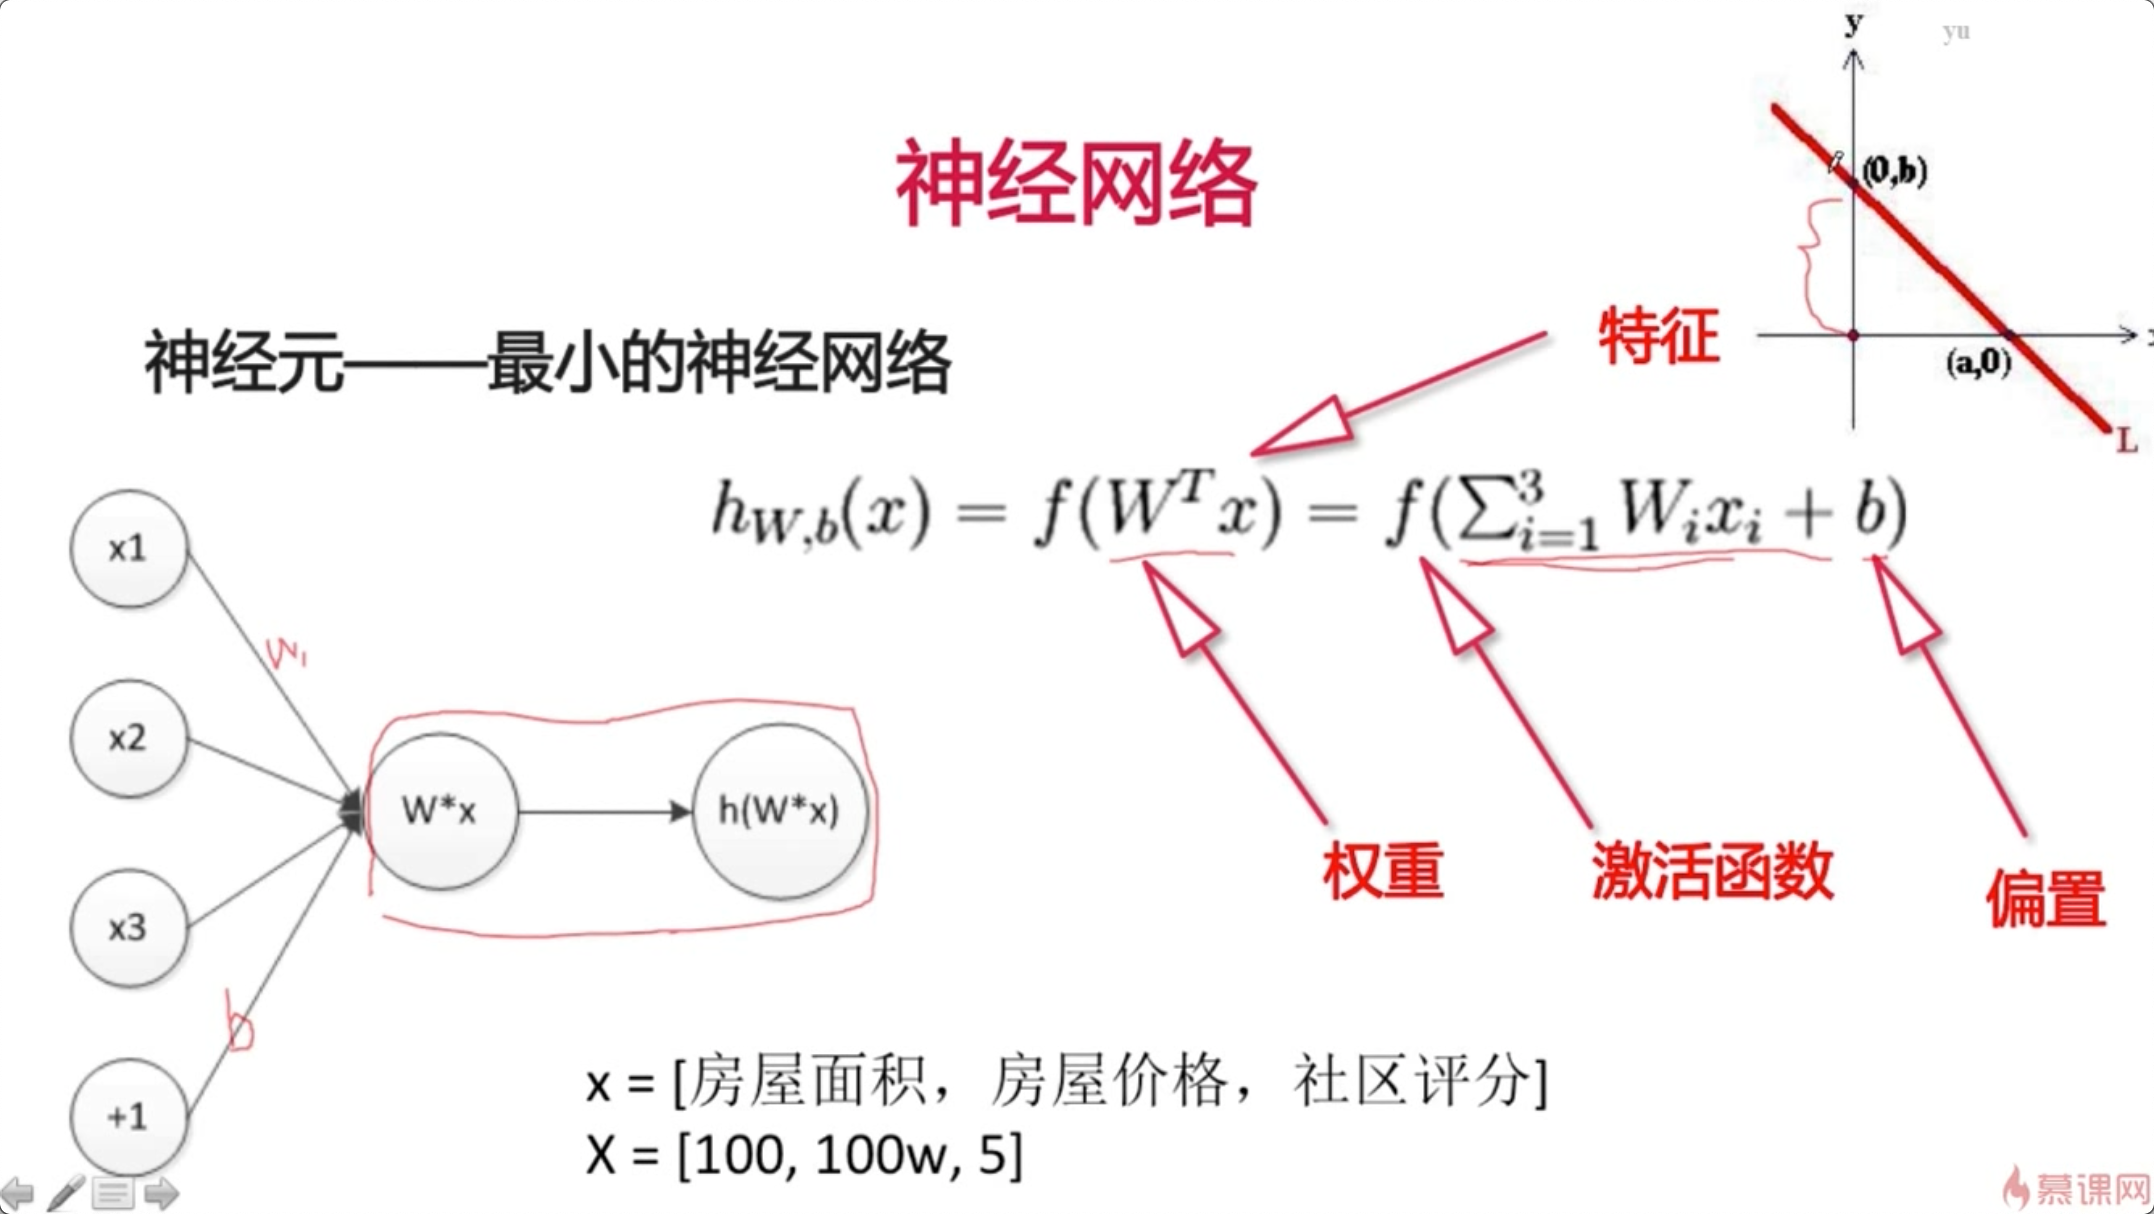 y
yu
神经网络
(0,b)
特征
神经元——最小的神经网络
(a,0)
L
h_{W,b}(x) = f(W^T x) = f(∑_{i=1}^{3} W_i x_i + b)
x1
W1
x2
W*x
h(W*x)
权重
激活函数
偏置
x3
b
+1
x = [房屋面积，房屋价格，社区评分]
X = [100, 100w, 5]
慕课网